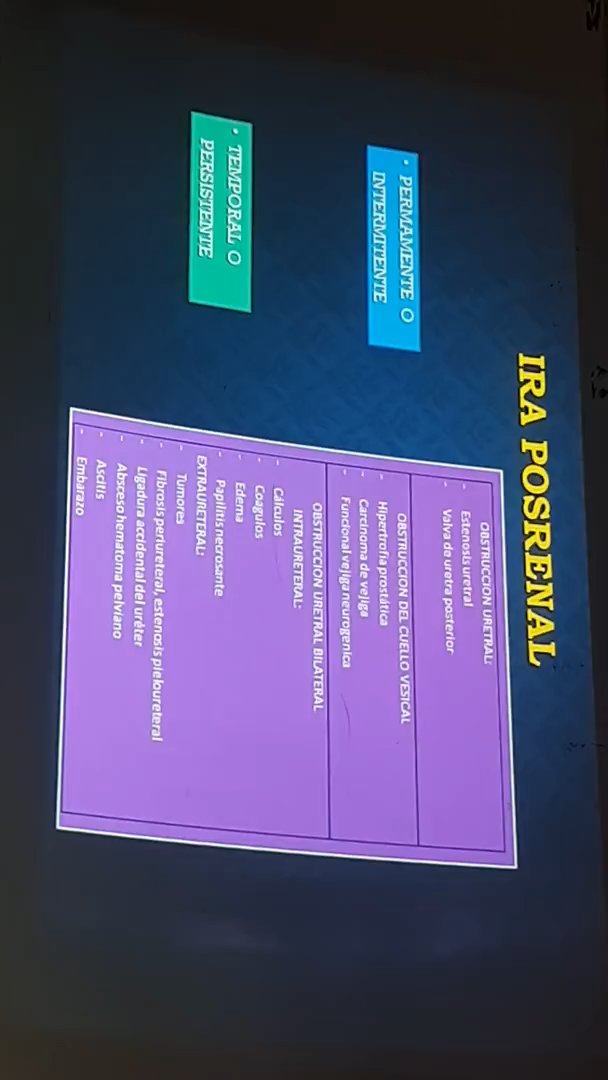 IRA POSRENAL
• PERMAMENTE O
INTERMITENTE
• TEMPORAL O
PERSISTENTE
OBSTRUCCION URETRAL:
- Estenosis uretral
- Valva de uretra posterior
OBSTRUCCION DEL CUELLO VESICAL
- Hipertrofia prostática
- Carcinoma de vejiga
- Funcional vejiga neurogenica
OBSTRUCCION URETRAL BILATERAL
INTRAURETERAL:
- Cálculos
- Coagulos
- Edema
- Papilitis necrosante
EXTRAURETERAL:
- Tumores
- Fibrosis periureteral, estenosis pieloureteral
- Ligadura accidental del uréter
- Absceso hematoma pelviano
- Ascitis
- Embarazo